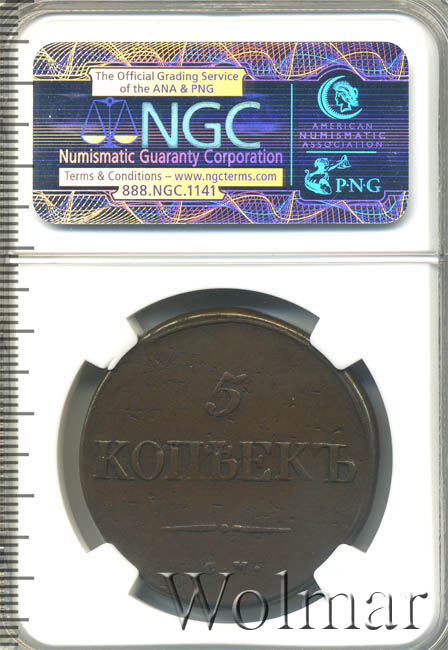 The Official Grading Service
of the ANA & PNG
NGC
Numismatic Guaranty Corporation
Terms & Conditions – www.ngcterms.com
888.NGC.1141
AMERICAN
NUMISMATIC
ASSOCIATION
PNG
5
КОПѢЕКЪ
Wolmar